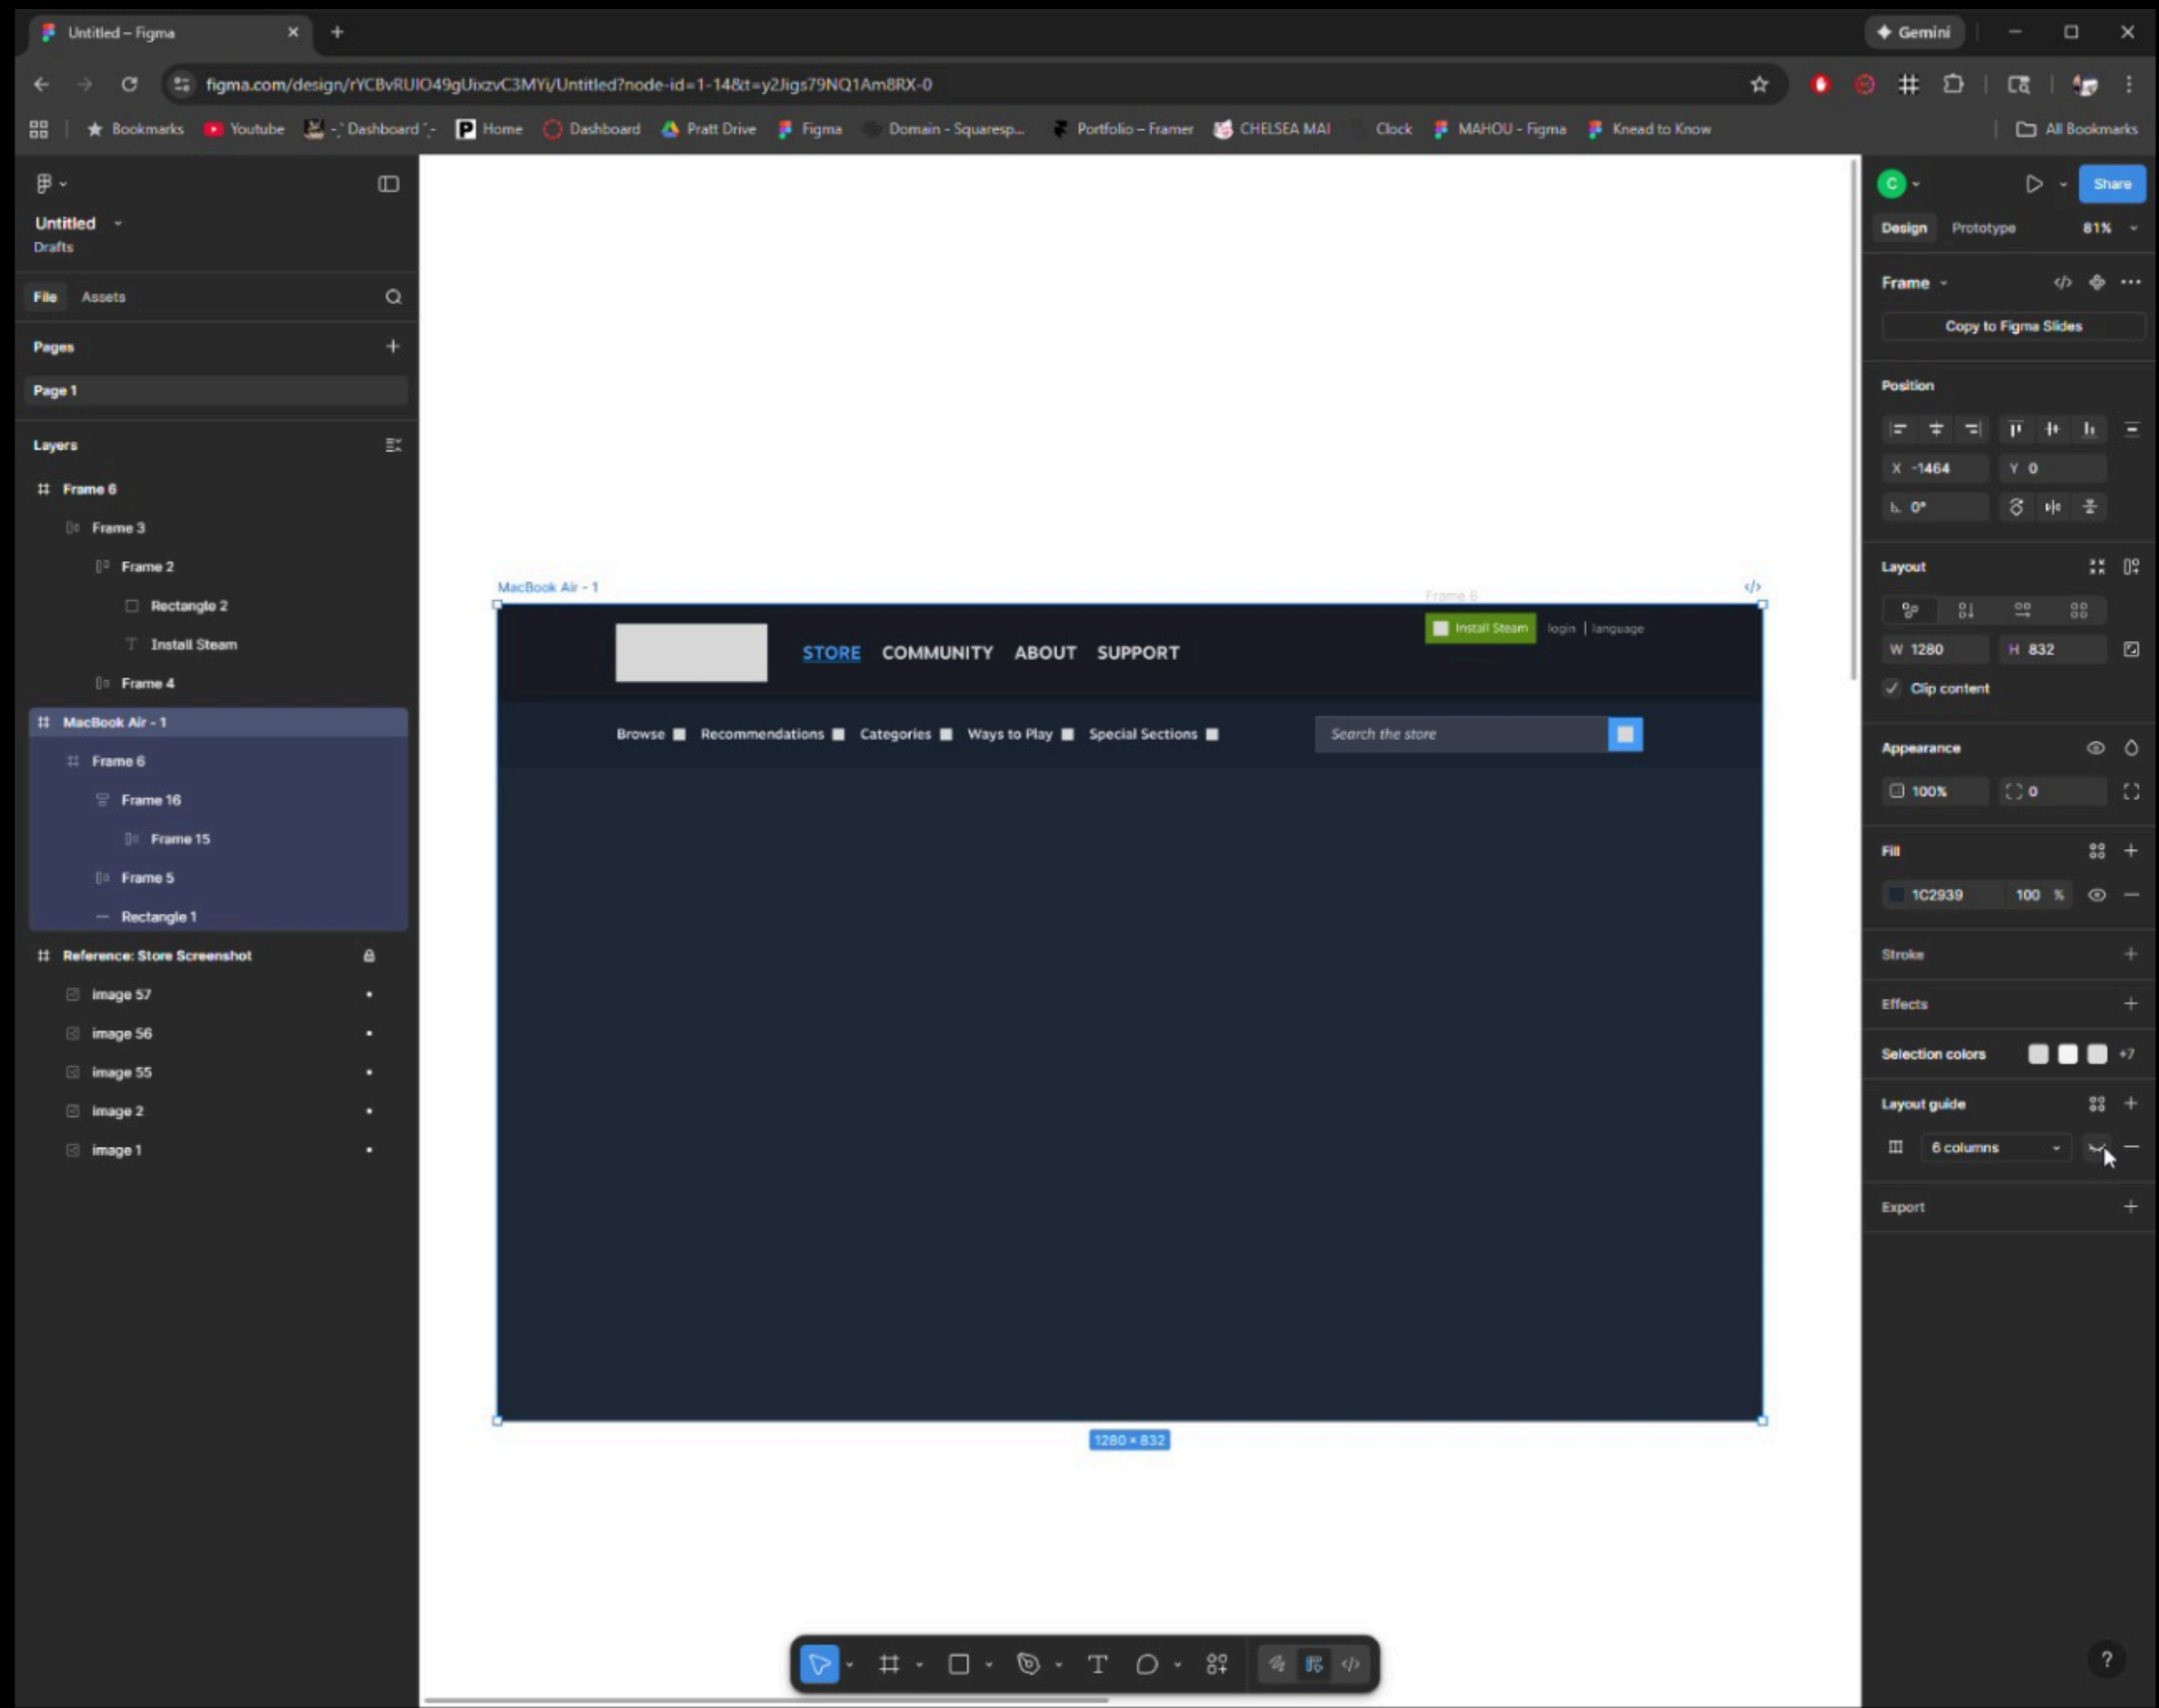 Untitled – Figma
Gemini
figma.com/design/rYCBvRUIO49gUixzvC3MYi/Untitled?node-id=1-14&t=y2Jigs79NQ1Am8RX-0
Bookmarks Youtube -ˋˏ Dashboard ˎˊ- Home Dashboard Pratt Drive Figma Domain - Squaresp... Portfolio – Framer CHELSEA MAI Clock MAHOU - Figma Knead to Know All Bookmarks
Untitled
Drafts
File Assets
Pages
Page 1
Layers
Frame 6
Frame 3
Frame 2
Rectangle 2
Install Steam
Frame 4
MacBook Air - 1
Frame 6
Frame 16
Frame 15
Frame 5
Rectangle 1
Reference: Store Screenshot
image 57
image 56
image 55
image 2
image 1
MacBook Air - 1
Frame 6
Install Steam login | language
STORE COMMUNITY ABOUT SUPPORT
Browse Recommendations Categories Ways to Play Special Sections Search the store
1280 × 832
C Share
Design Prototype 81%
Frame
Copy to Figma Slides
Position
X -1464 Y 0
0°
Layout
W 1280 H 832
Clip content
Appearance
100% 0
Fill
1C2939 100 %
Stroke
Effects
Selection colors +7
Layout guide
6 columns
Export
?